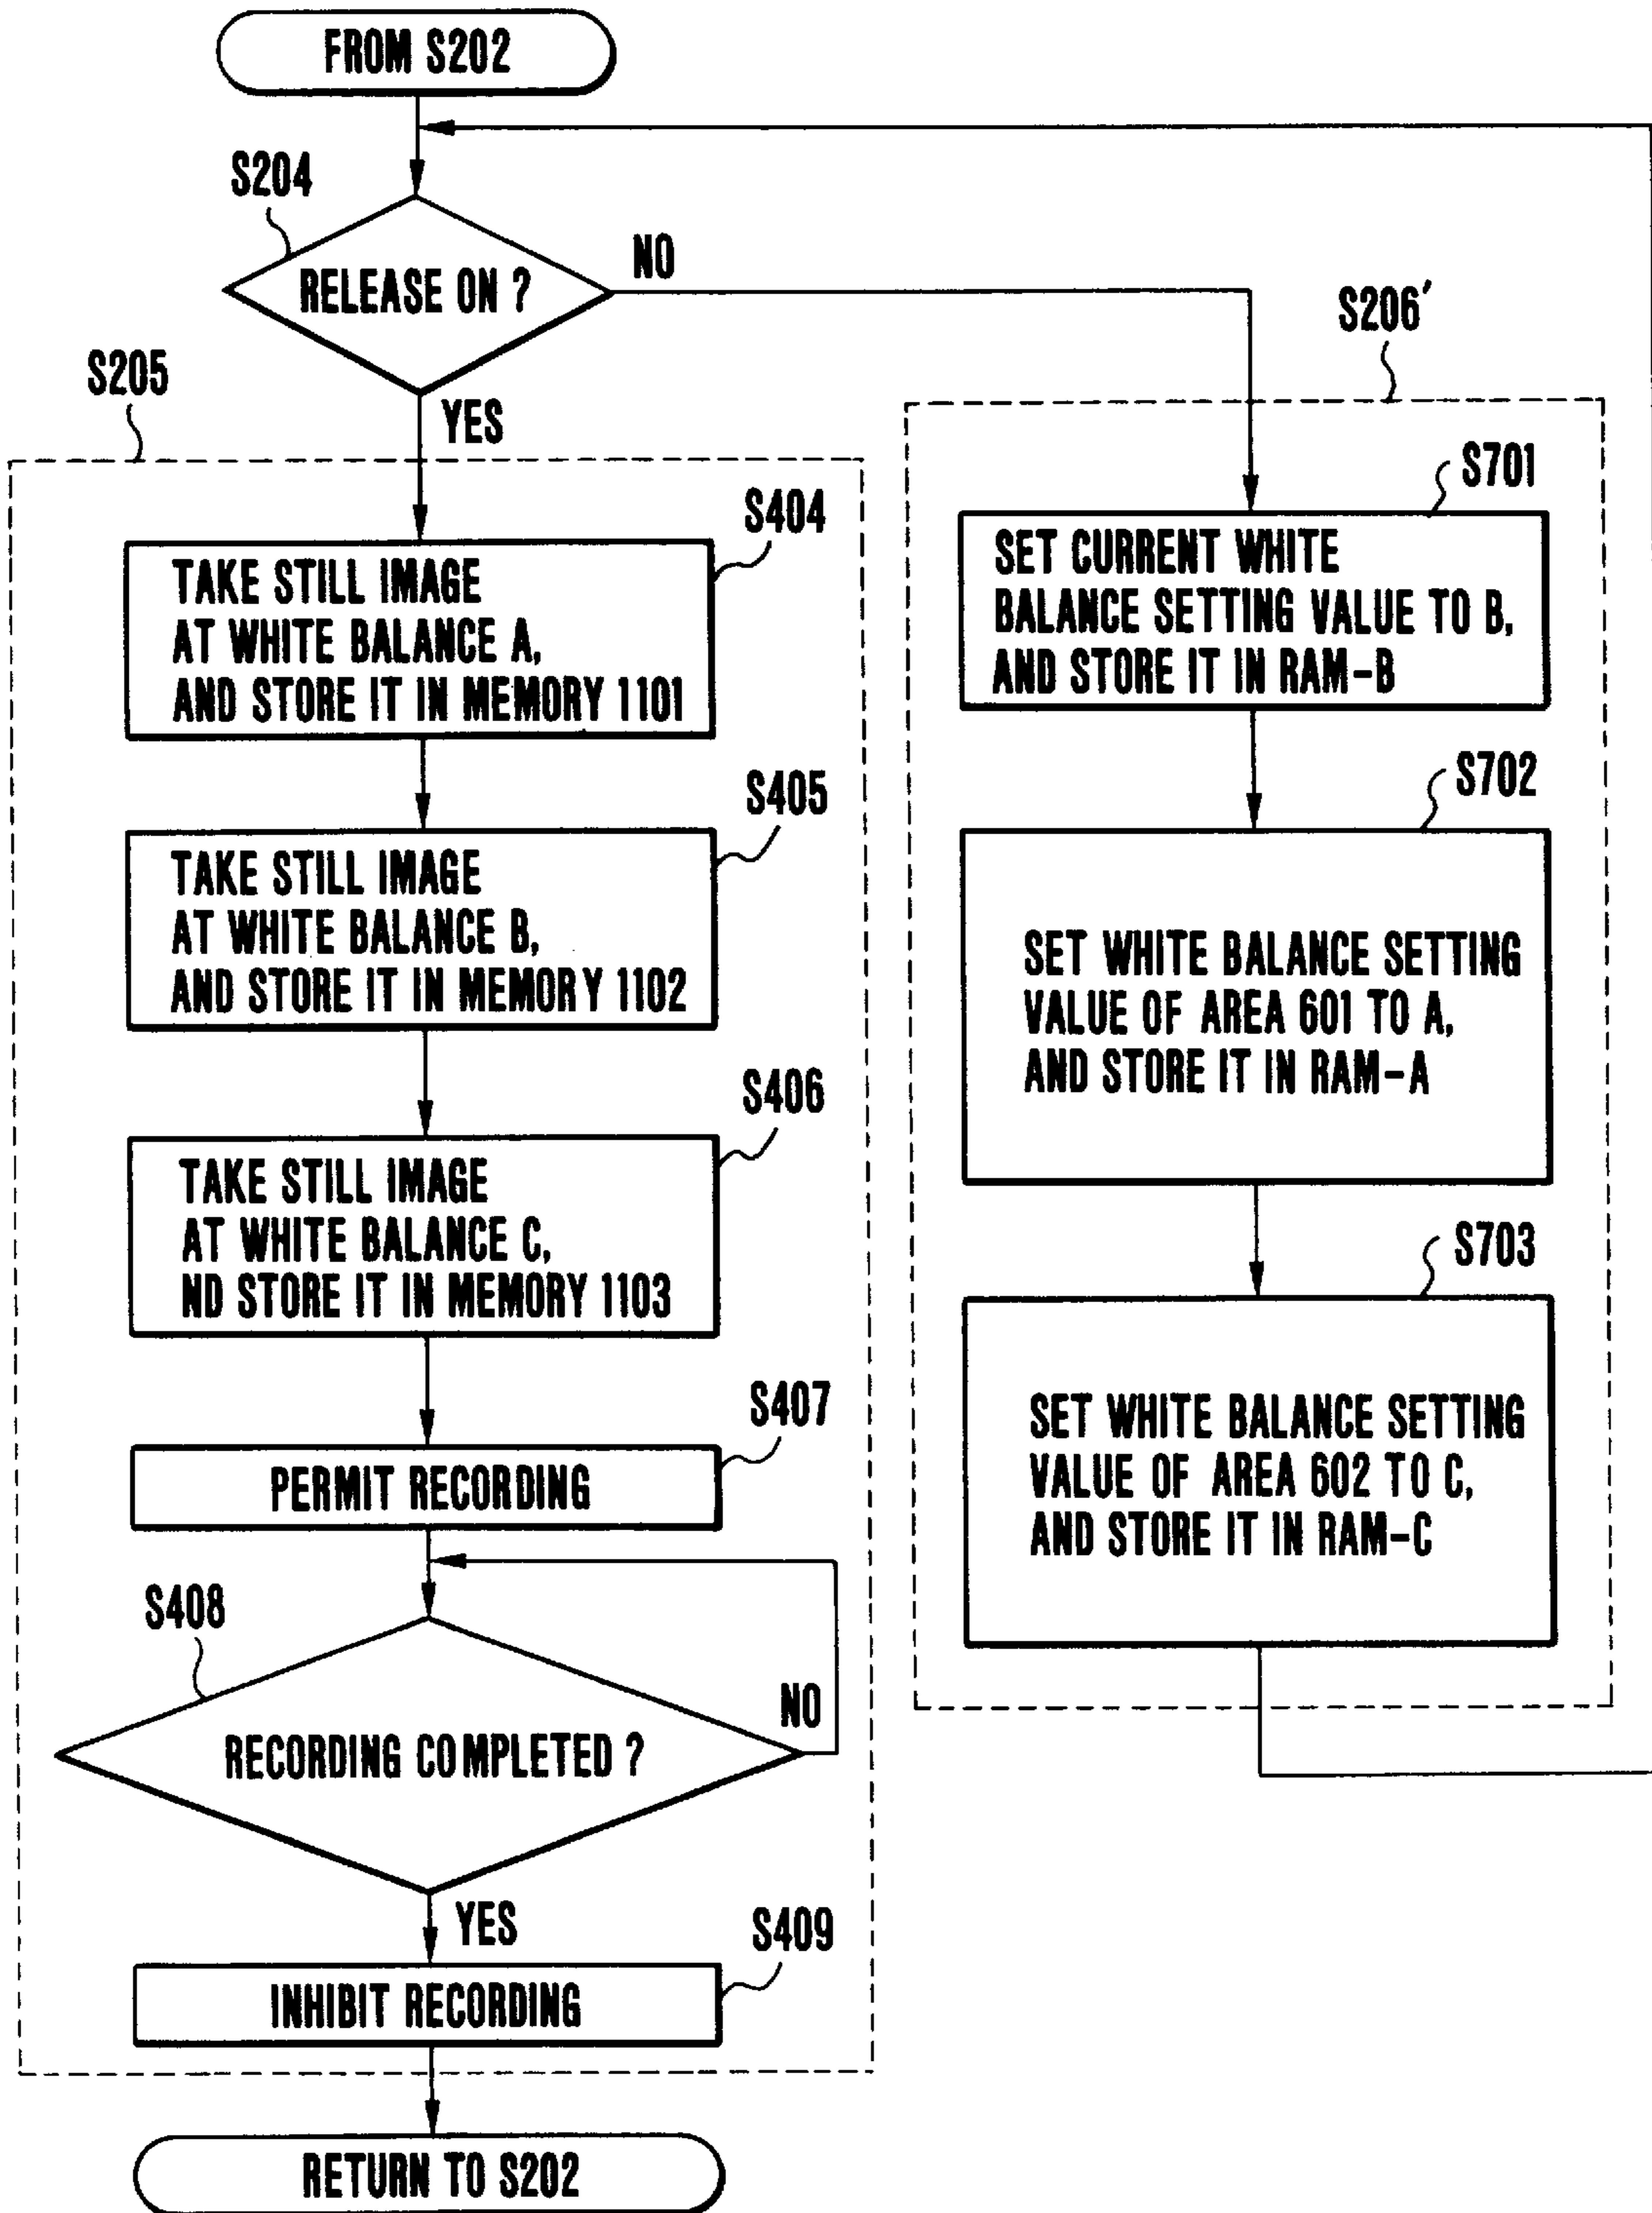 FROM S202
S204
RELEASE ON ?
NO
YES
S205
S404
TAKE STILL IMAGE
AT WHITE BALANCE A,
AND STORE IT IN MEMORY 1101
S405
TAKE STILL IMAGE
AT WHITE BALANCE B,
AND STORE IT IN MEMORY 1102
S406
TAKE STILL IMAGE
AT WHITE BALANCE C,
ND STORE IT IN MEMORY 1103
S407
PERMIT RECORDING
S408
RECORDING COMPLETED ?
NO
YES
S409
INHIBIT RECORDING
RETURN TO S202
S206'
S701
SET CURRENT WHITE
BALANCE SETTING VALUE TO B,
AND STORE IT IN RAM-B
S702
SET WHITE BALANCE SETTING
VALUE OF AREA 601 TO A,
AND STORE IT IN RAM-A
S703
SET WHITE BALANCE SETTING
VALUE OF AREA 602 TO C,
AND STORE IT IN RAM-C